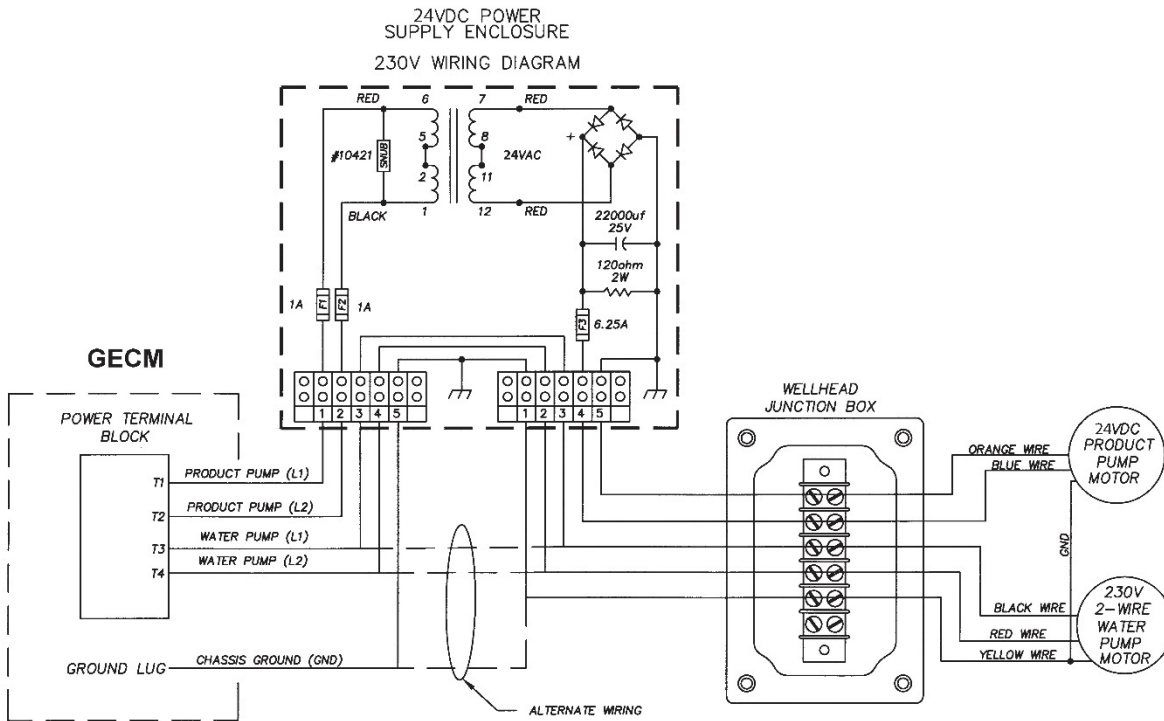 24VDC POWER
SUPPLY ENCLOSURE
230V WIRING DIAGRAM
RED
6
7
RED
5
8
+
#10421
SNUB
24VAC
2
11
1
12
BLACK
RED
22000uf
25V
120ohm
2W
1A
F1
F2
1A
F3
6.25A
GECM
1 2 3 4 5
1 2 3 4 5
POWER TERMINAL
BLOCK
WELLHEAD
JUNCTION BOX
T1
PRODUCT PUMP (L1)
T2
PRODUCT PUMP (L2)
T3
WATER PUMP (L1)
T4
WATER PUMP (L2)
GROUND LUG
CHASSIS GROUND (GND)
ALTERNATE WIRING
ORANGE WIRE
BLUE WIRE
24VDC
PRODUCT
PUMP
MOTOR
GND
BLACK WIRE
RED WIRE
YELLOW WIRE
230V
2-WIRE
WATER
PUMP
MOTOR